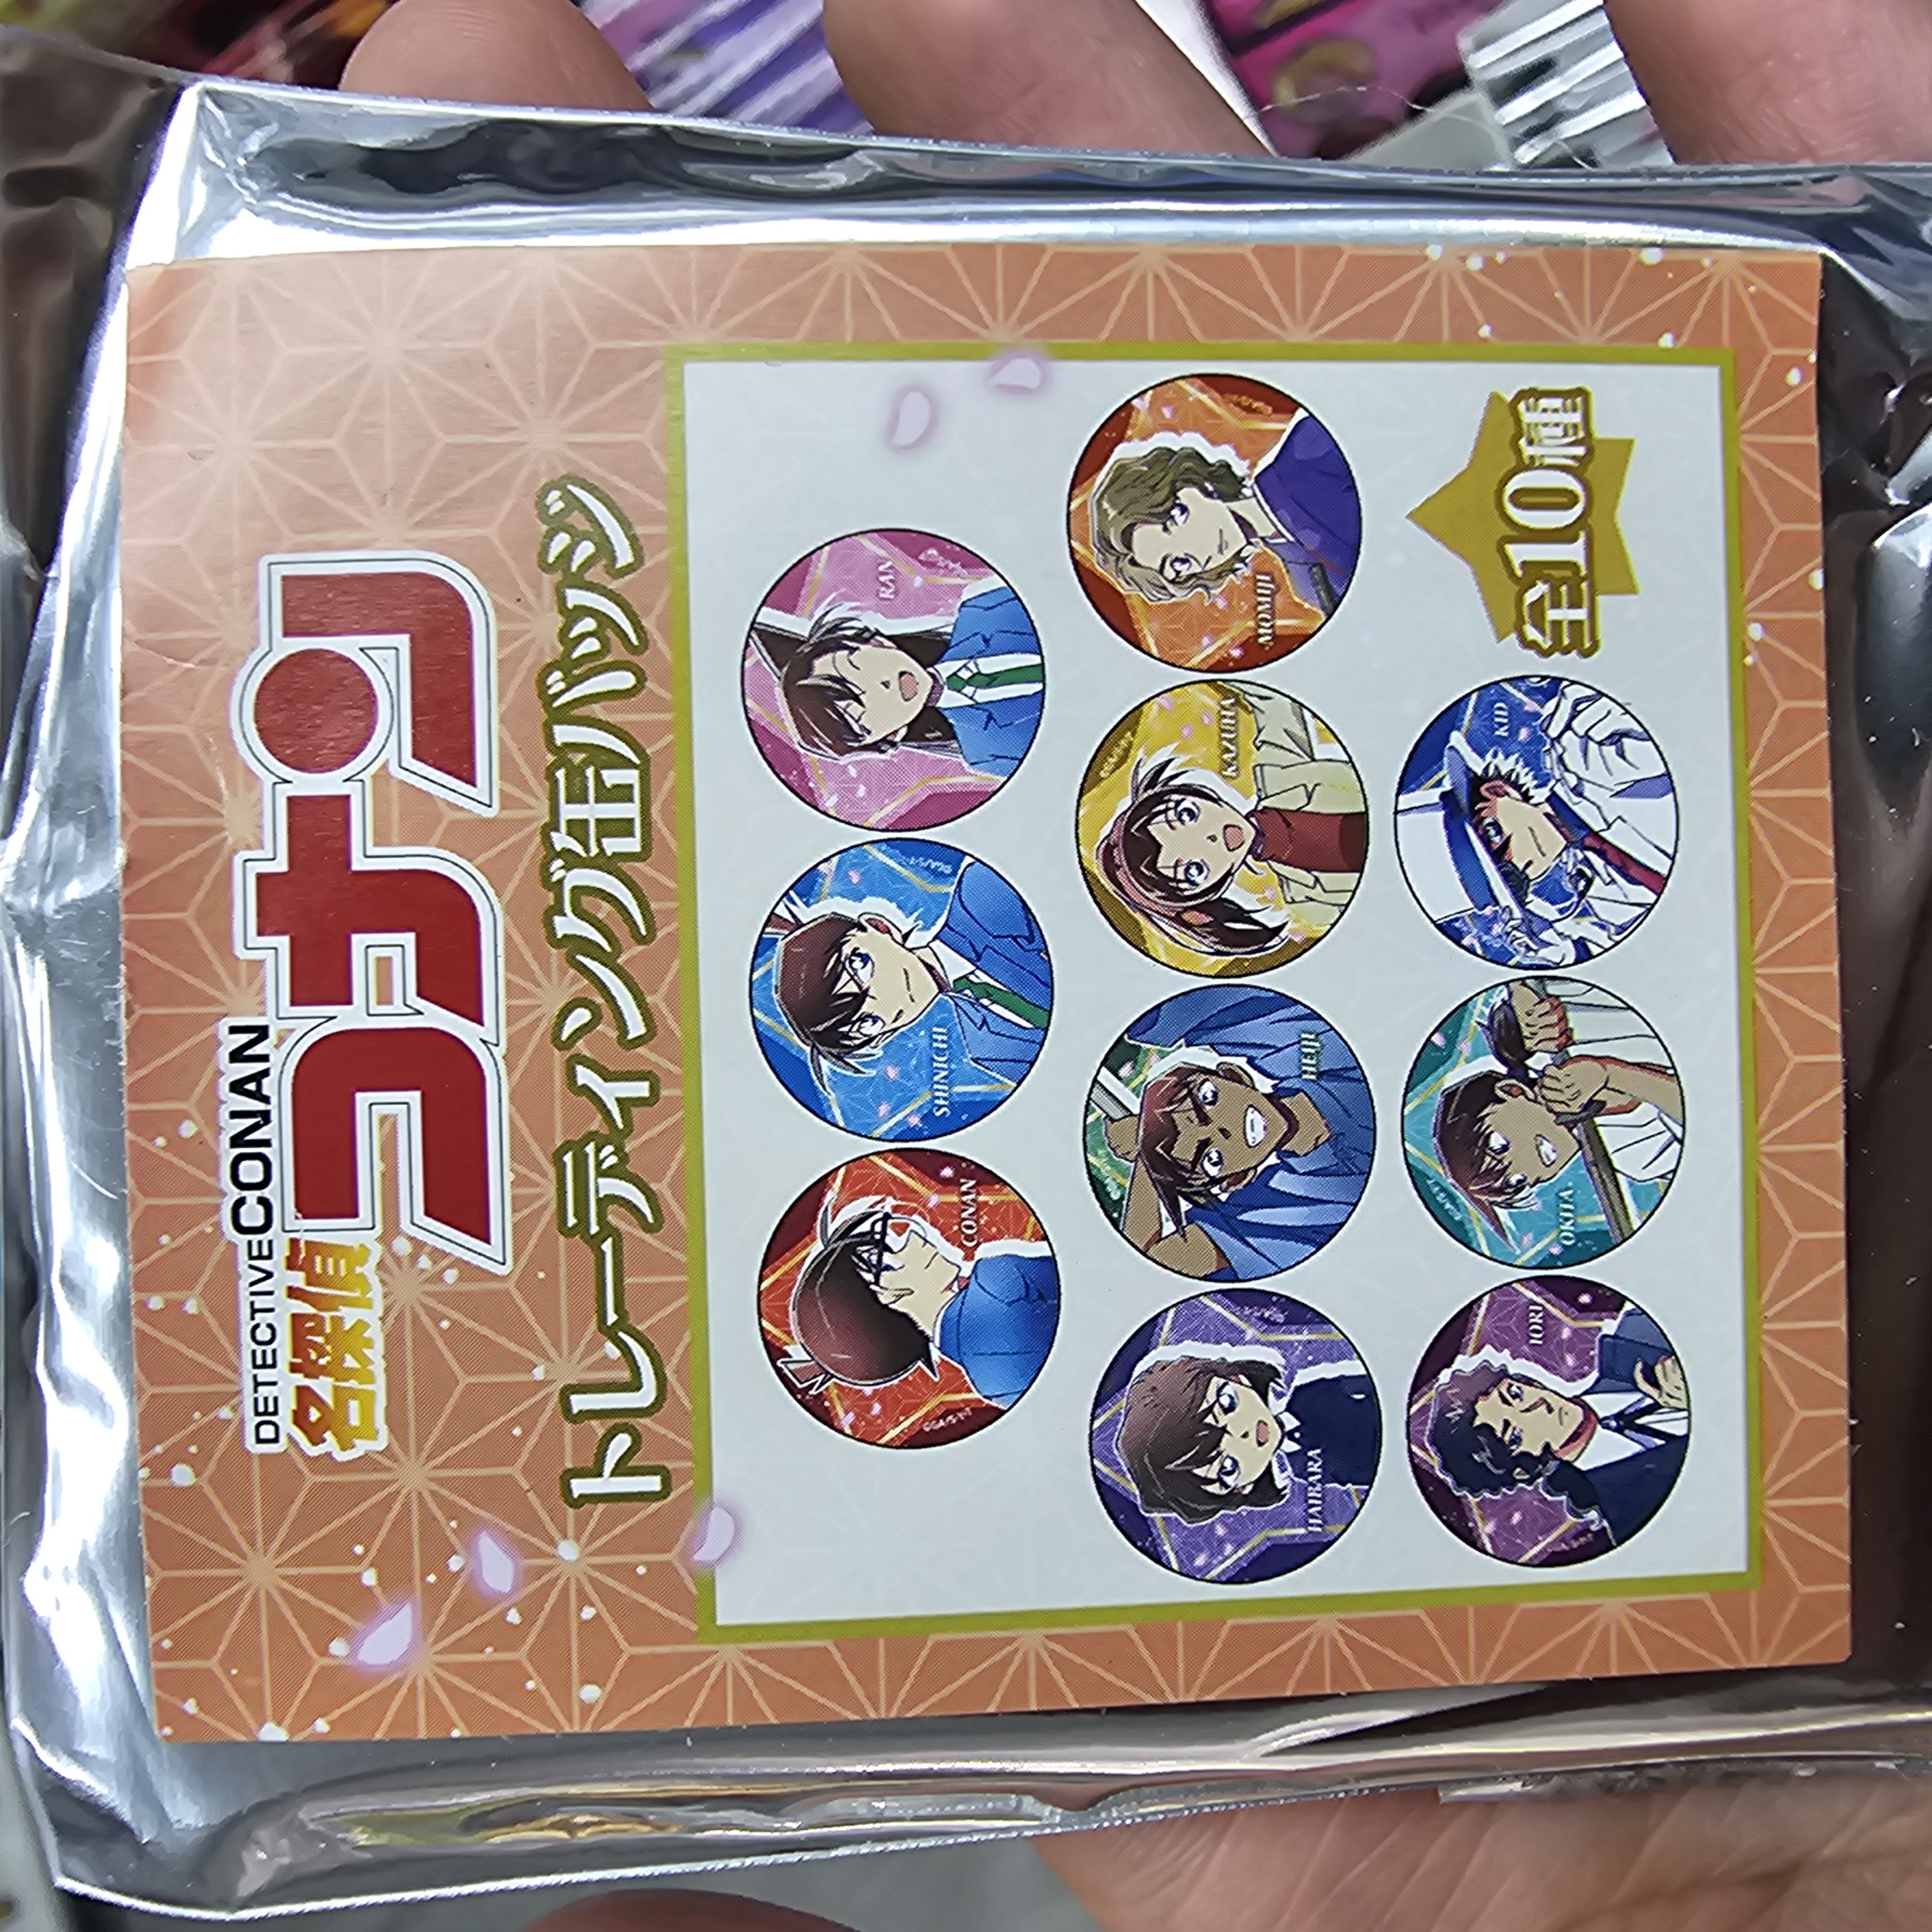 DETECTIVE CONAN
名探偵
コナン
トレーディング缶バッジ
CONAN
SHINICHI
RAN
HAIBARA
HEIJI
KAZUHA
MOMIJI
IORI
OKITA
KID
全10種